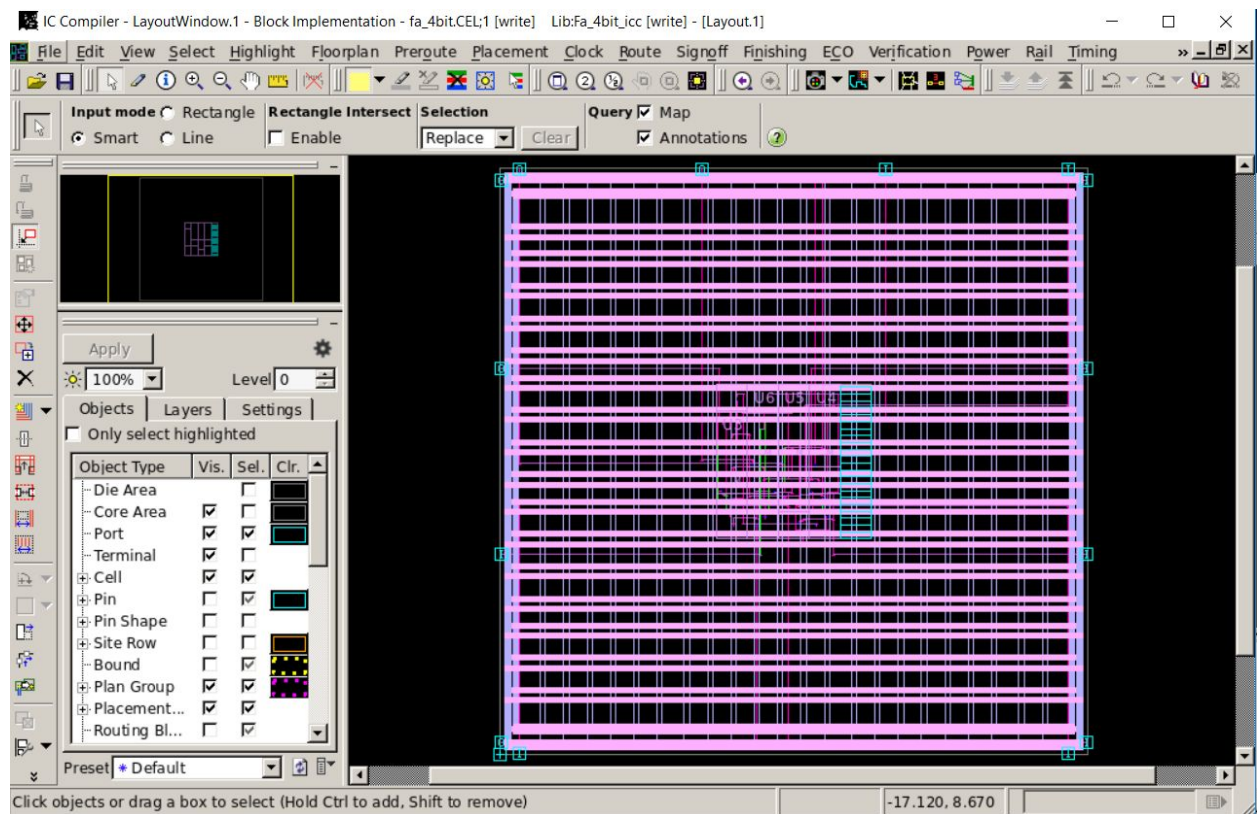 IC Compiler - LayoutWindow.1 - Block Implementation - fa_4bit.CEL;1 [write] Lib:Fa_4bit_icc [write] - [Layout.1]
File Edit View Select Highlight Floorplan Preroute Placement Clock Route Signoff Finishing ECO Verification Power Rail Timing »
Input mode Rectangle Rectangle Intersect Selection Query Map
Smart Line Enable Replace Clear Annotations
Apply
100% Level 0
Objects Layers Settings
Only select highlighted
Object Type Vis. Sel. Clr.
Die Area
Core Area
Port
Terminal
Cell
Pin
Pin Shape
Site Row
Bound
Plan Group
Placement...
Routing Bl...
Preset Default
U6 U5 U4
Click objects or drag a box to select (Hold Ctrl to add, Shift to remove) -17.120, 8.670